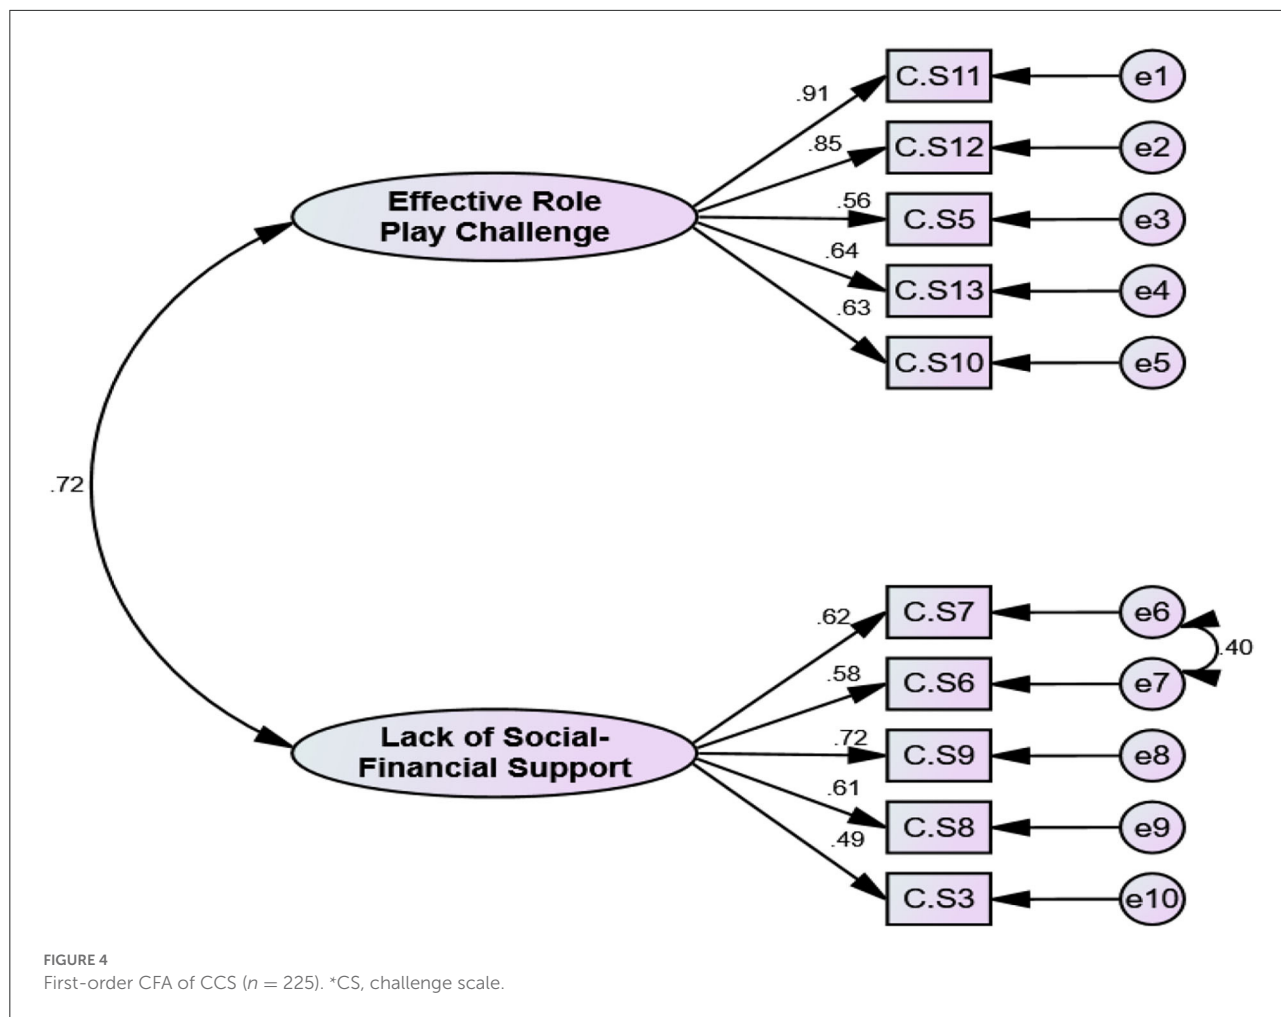 C.S11
e1
.91
C.S12
e2
.85
Effective Role
Play Challenge
.56
C.S5
e3
.64
C.S13
e4
.63
C.S10
e5
.72
C.S7
e6
.62
.40
.58
C.S6
e7
Lack of Social-
Financial Support
.72
C.S9
e8
.61
C.S8
e9
.49
C.S3
e10
FIGURE 4
First-order CFA of CCS (n = 225). *CS, challenge scale.